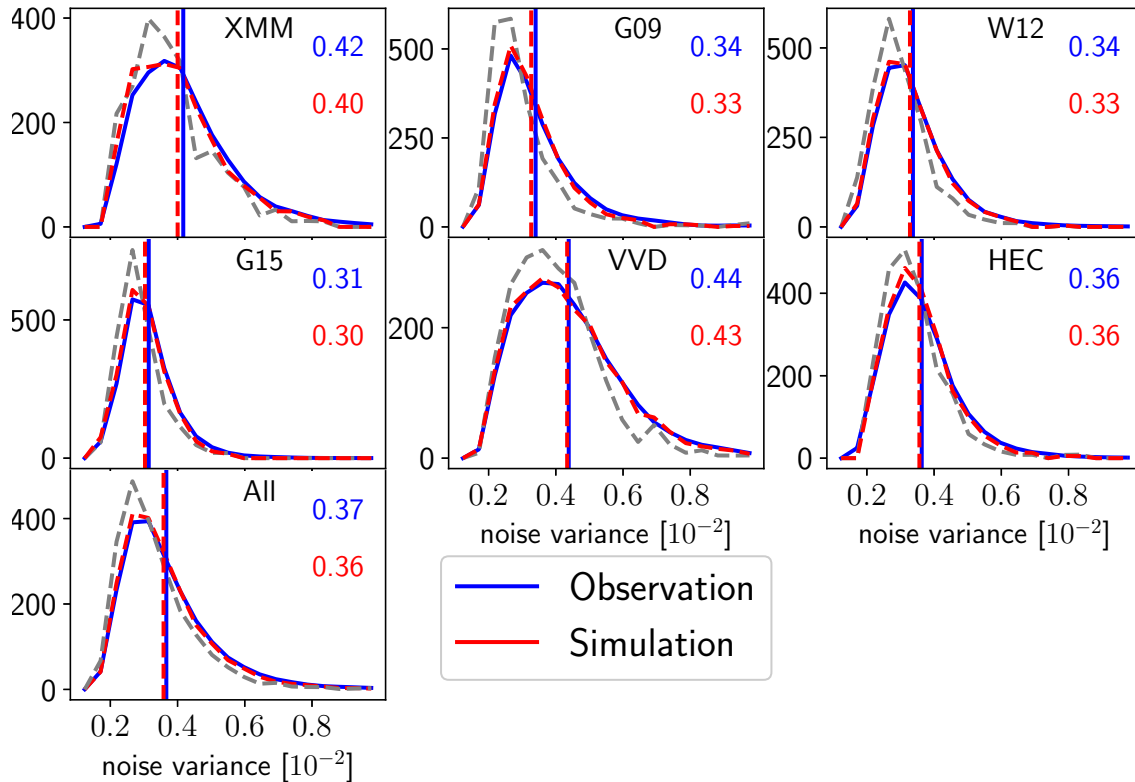 XMM
0.42
0.40
400
200
0
G09
0.34
0.33
500
250
0
W12
0.34
0.33
500
250
0
G15
0.31
0.30
500
0
VVD
0.44
0.43
200
0
HEC
0.36
0.36
400
200
0
All
0.37
0.36
400
200
0
0.2 0.4 0.6 0.8
noise variance [10⁻²]
0.2 0.4 0.6 0.8
noise variance [10⁻²]
0.2 0.4 0.6 0.8
noise variance [10⁻²]
Observation
Simulation